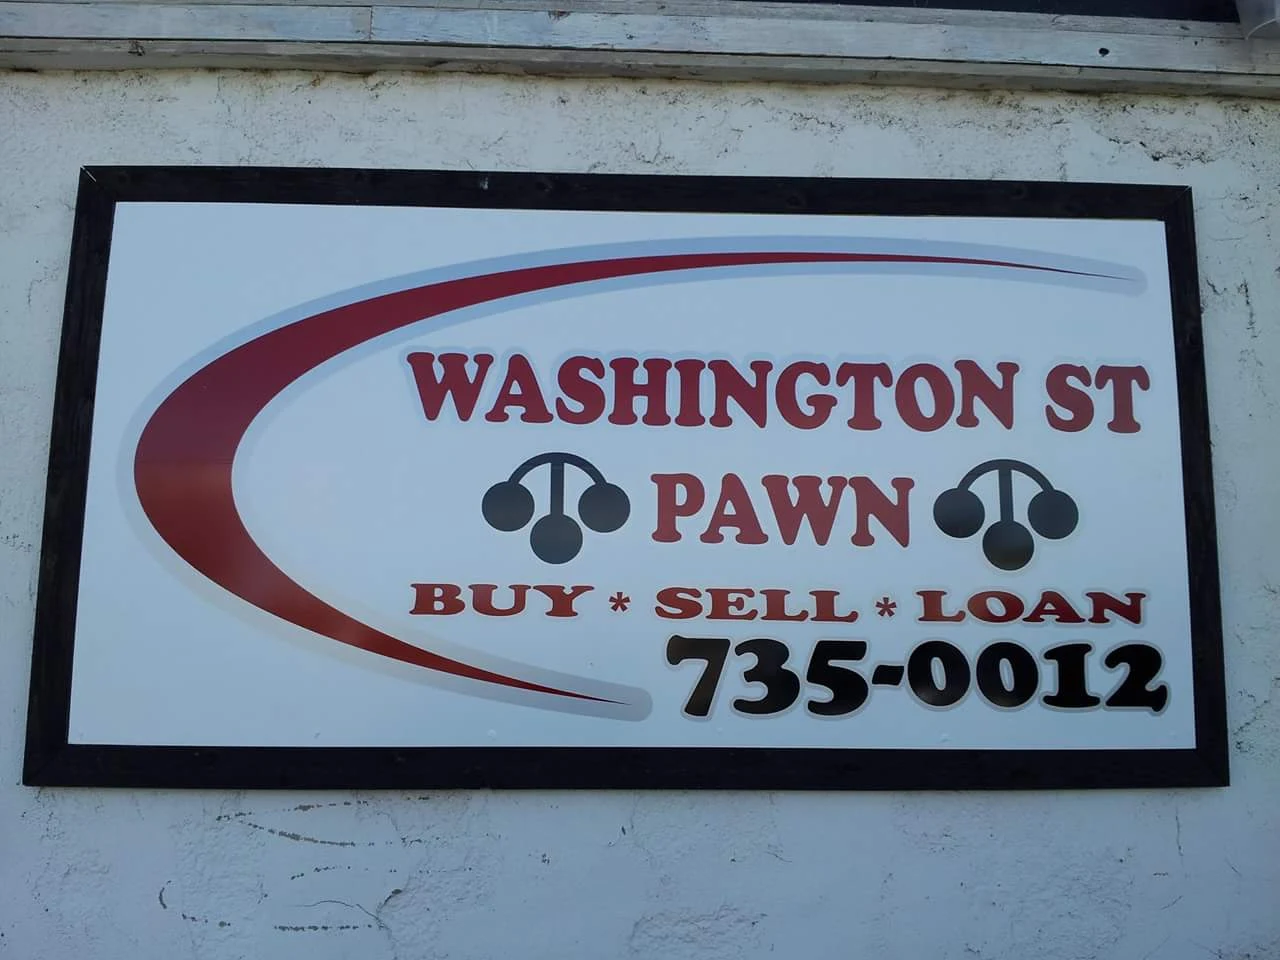 WASHINGTON ST
PAWN
BUY * SELL * LOAN
735-0012